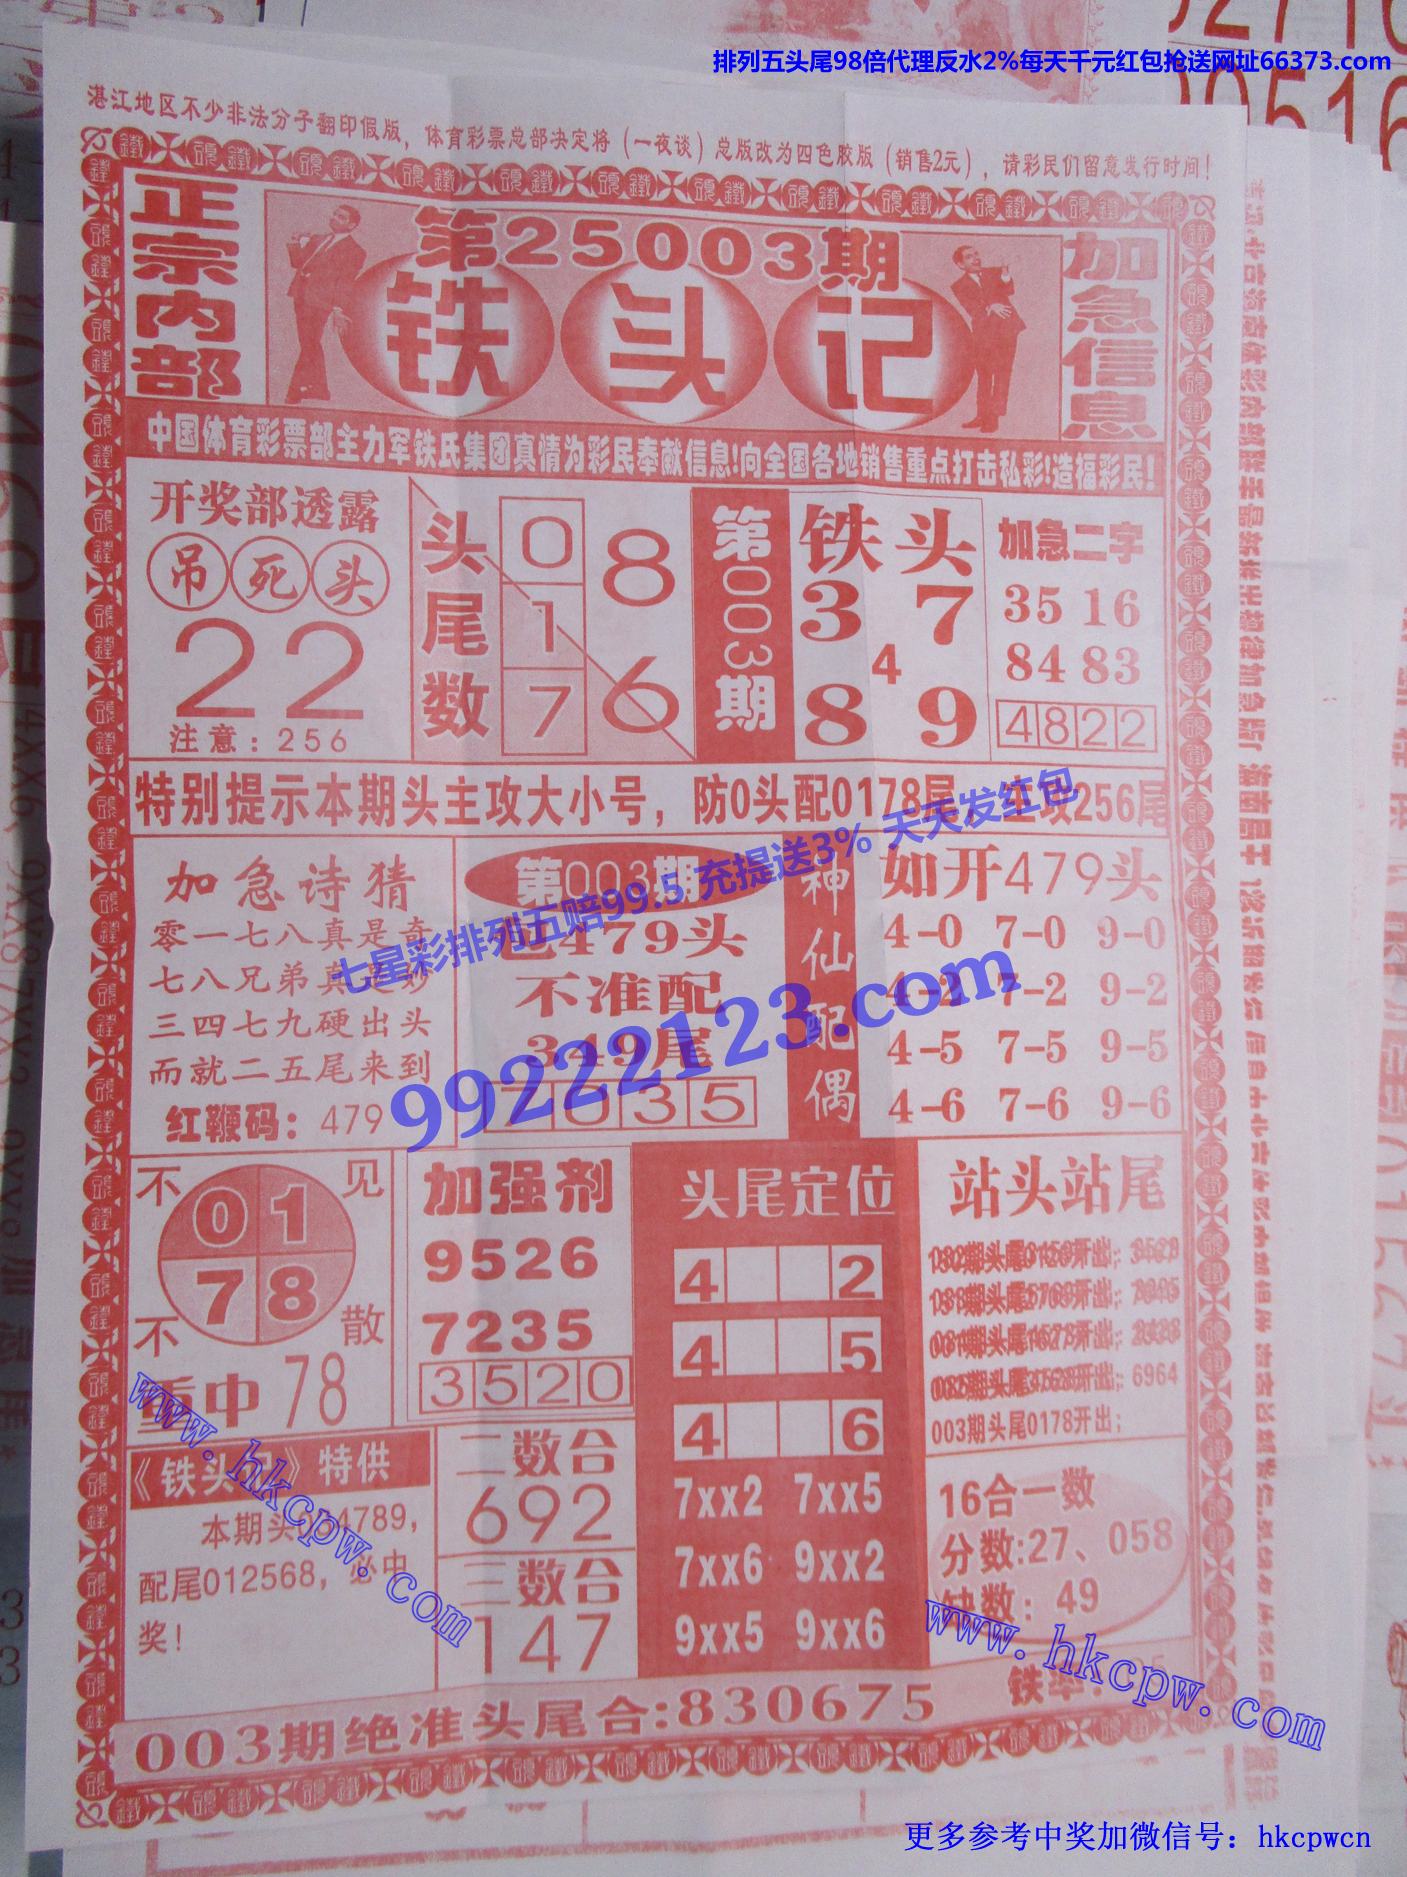 排列五头尾98倍代理反水2%每天千元红包抢送网址66373.com
湛江地区不少非法分子翻印假版，体育彩票总部决定将（一夜谈）总版改为四色胶版（销售2元），请彩民们留意发行时间！
正宗内部
第25003期
铁头记
加急信息
中国体育彩票部主力军铁氏集团真情为彩民奉献信息！向全国各地销售重点打击私彩！造福彩民！
开奖部透露
吊死头
22
注意：256
头尾数
0
1
7
8
6
第003期
铁头
3 7
4
8 9
加急二字
35 16
84 83
4822
特别提示本期头主攻大小号，防0头配0178尾，主攻256尾
加急诗猜
零一七八真是奇
七八兄弟真是妙
三四七九硬出头
而就二五尾来到
红鞭码：479
第003期
479头
不准配
349尾
7035
神仙配偶
如开479头
4-0 7-0 9-0
4-2 7-2 9-2
4-5 7-5 9-5
4-6 7-6 9-6
七星彩排列五赔99.5 充提送3% 天天发红包
99222123.com
不见
01
78
不散
重中78
加强剂
9526
7235
3520
头尾定位
4 2
4 5
4 6
7xx2 7xx5
7xx6 9xx2
9xx5 9xx6
站头站尾
6964
003期头尾0178开出：
《铁头记》特供
本期头 4789，
配尾012568，必中
奖！
二数合
692
三数合
147
16合一数
分数:27、058
缺数：49
铁率：
003期绝准头尾合:830675
www.hkcpw.com
www.hkcpw.com
更多参考中奖加微信号：hkcpwcn